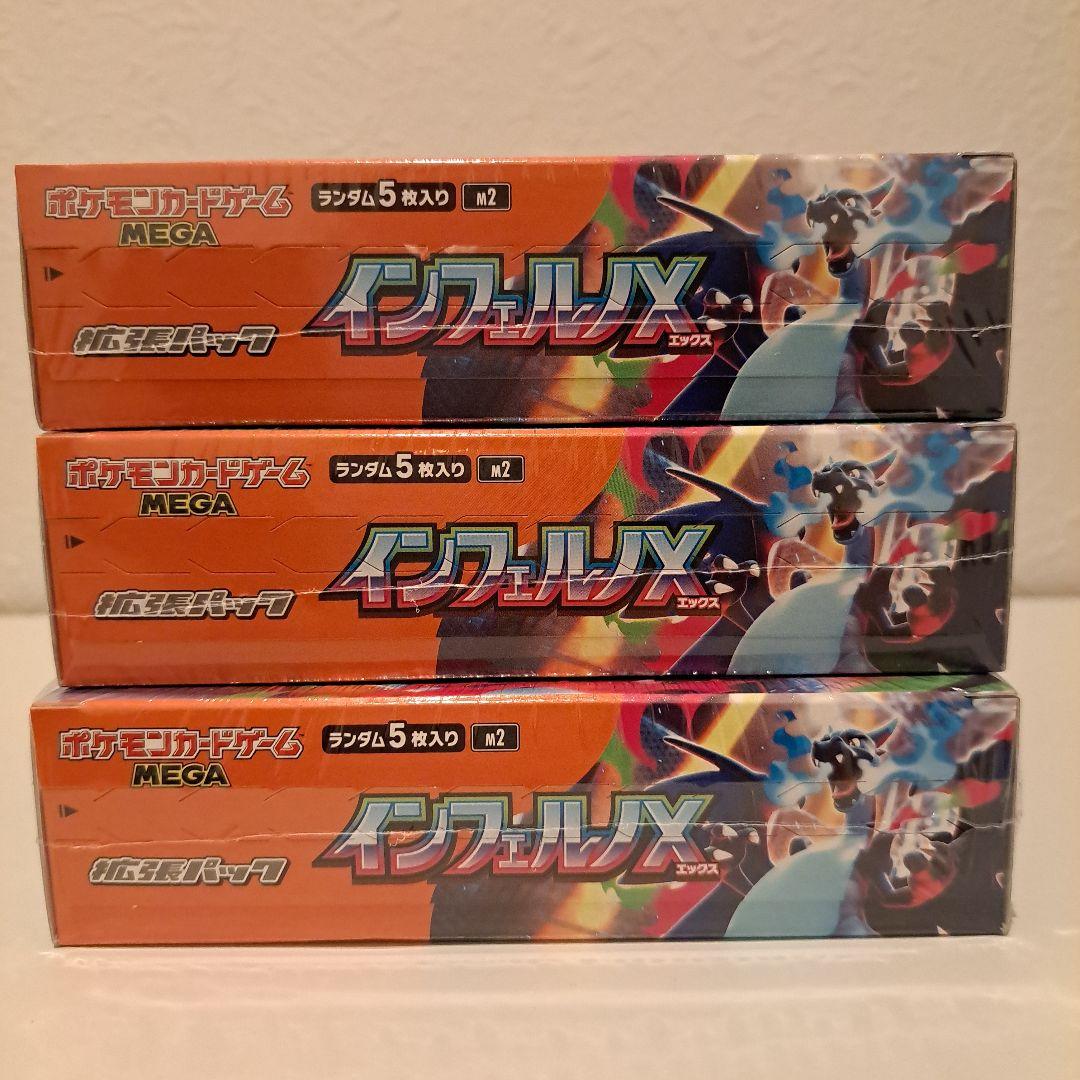 ポケモンカードゲーム
MEGA
ランダム5枚入り M2
インフェルノX
エックス
拡張パック
ポケモンカードゲーム
MEGA
ランダム5枚入り M2
インフェルノX
エックス
拡張パック
ポケモンカードゲーム
MEGA
ランダム5枚入り M2
インフェルノX
エックス
拡張パック